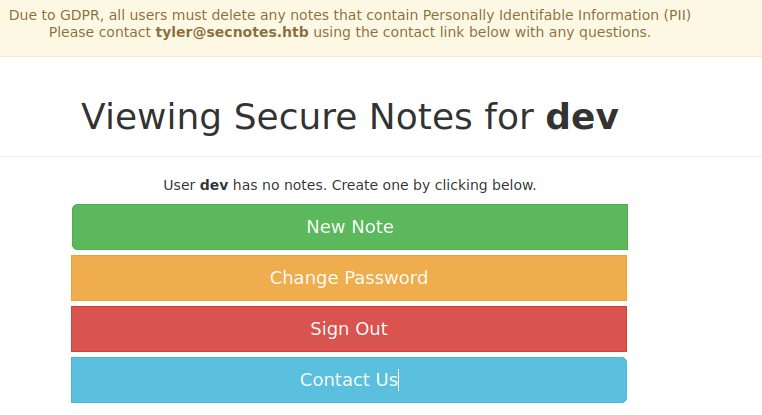 Due to GDPR, all users must delete any notes that contain Personally Identifable Information (PII)
Please contact tyler@secnotes.htb using the contact link below with any questions.
Viewing Secure Notes for dev
User dev has no notes. Create one by clicking below.
New Note
Change Password
Sign Out
Contact Us